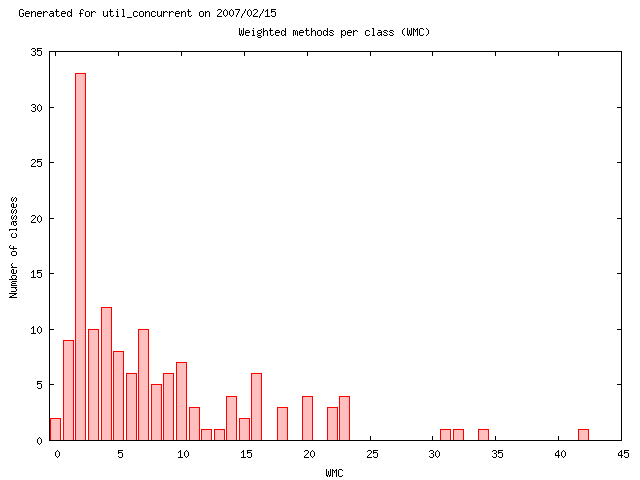 Generated for util_concurrent on 2007/02/15
Weighted methods per class (WMC)
35
30
25
20
15
10
5
0
Number of classes
0 5 10 15 20 25 30 35 40 45
WMC